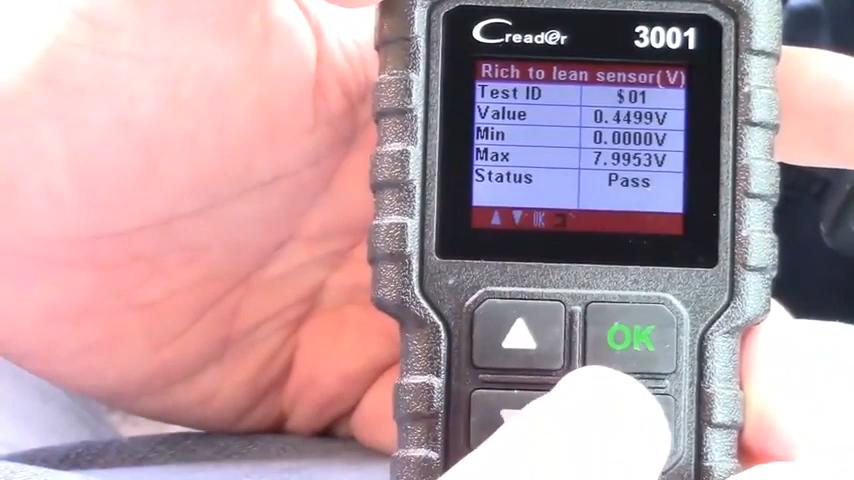 Creader 3001
Rich to lean sensor(V)
Test ID $01
Value 0.4499V
Min 0.0000V
Max 7.9953V
Status Pass
OK
OK